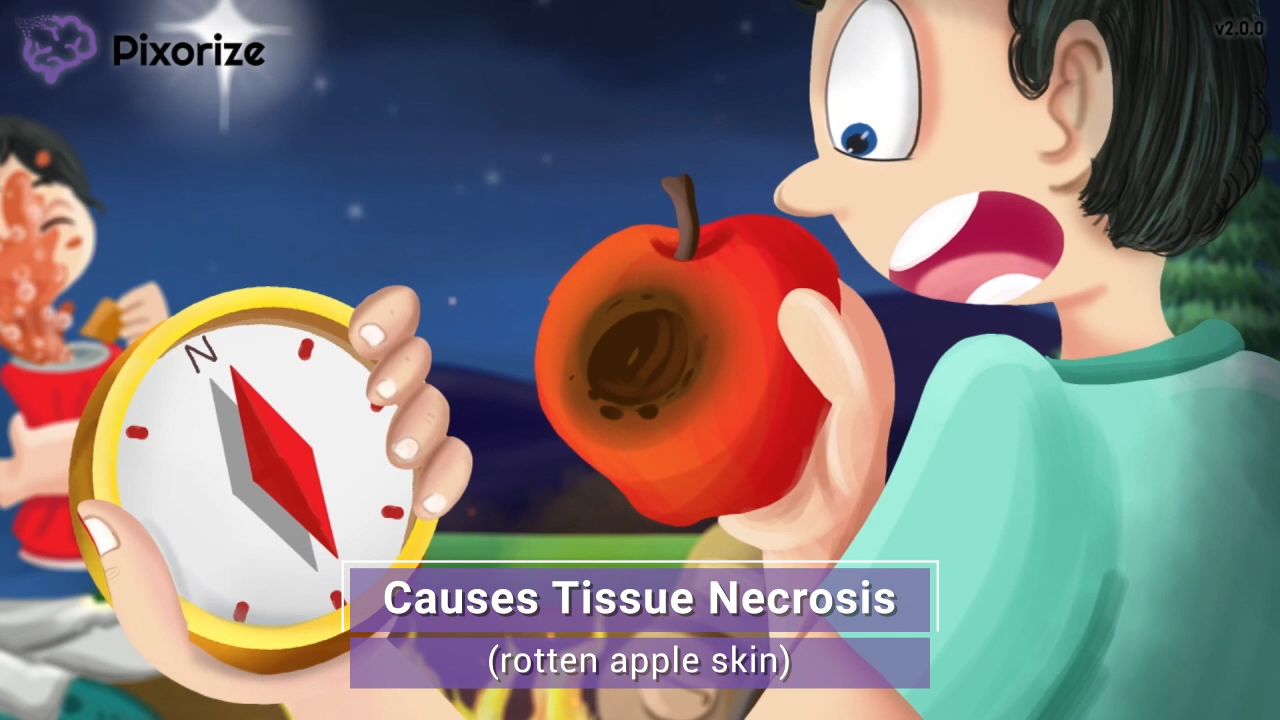 Pixorize
v2.0.0
N
Causes Tissue Necrosis
(rotten apple skin)